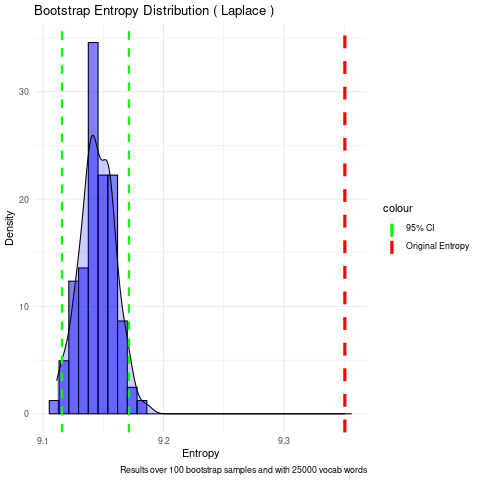 Bootstrap Entropy Distribution ( Laplace )
30
20
10
0
Density
9.1
9.2
9.3
Entropy
colour
95% CI
Original Entropy
Results over 100 bootstrap samples and with 25000 vocab words